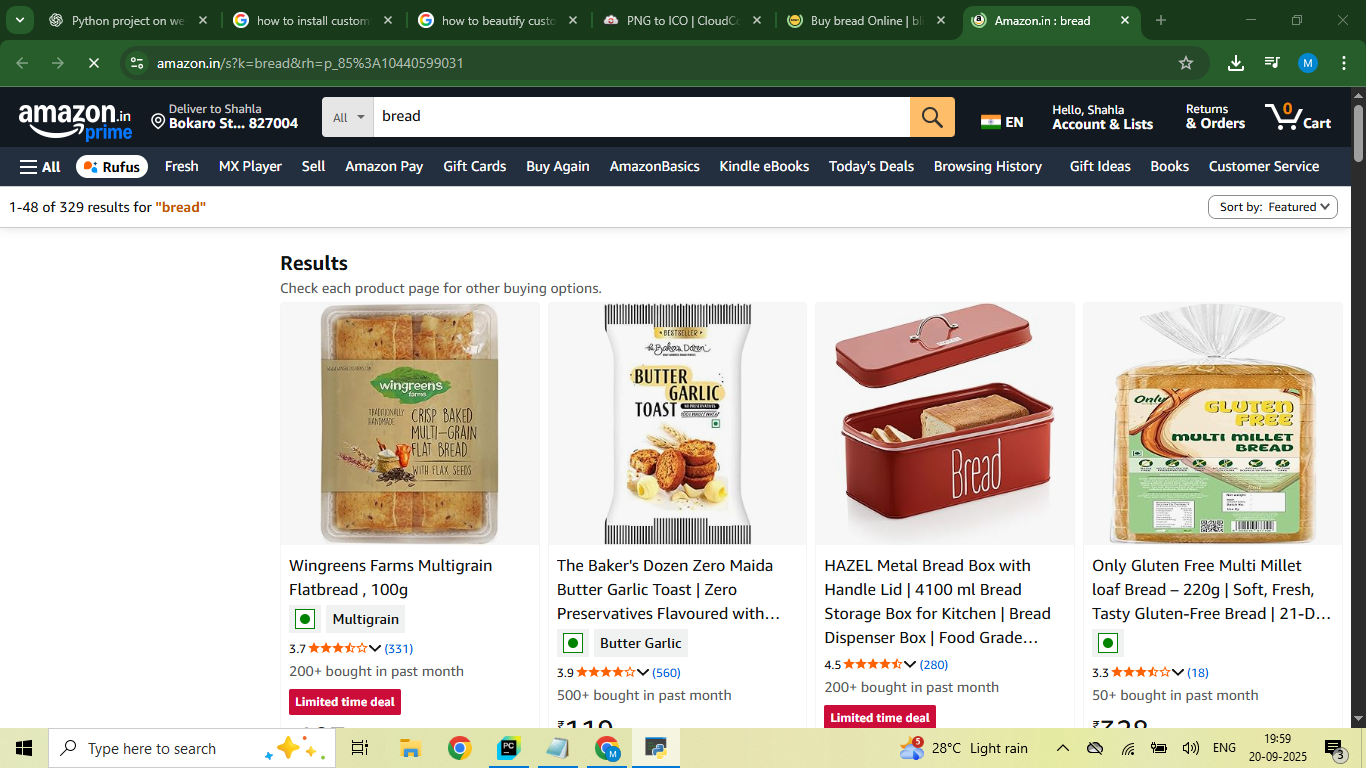 Python project on we
how to install custom
how to beautify custo
PNG to ICO | CloudCo
Buy bread Online | bl
Amazon.in : bread
amazon.in/s?k=bread&rh=p_85%3A10440599031
M
amazon.in
prime
Deliver to Shahla
Bokaro St... 827004
All
bread
EN
Hello, Shahla
Account & Lists
Returns
& Orders
0
Cart
All
Rufus
Fresh
MX Player
Sell
Amazon Pay
Gift Cards
Buy Again
AmazonBasics
Kindle eBooks
Today's Deals
Browsing History
Gift Ideas
Books
Customer Service
1-48 of 329 results for "bread"
Sort by: Featured
Results
Check each product page for other buying options.
wingreens
farms
TRADITIONALLY
HANDMADE
CRISP BAKED
MULTI-GRAIN
FLAT BREAD
WITH FLAX SEEDS
BESTSELLER
the Baker's Dozen
BUTTER
GARLIC
TOAST
Bread
Only
GLUTEN
FREE
MULTI MILLET
BREAD
Wingreens Farms Multigrain
Flatbread , 100g
Multigrain
3.7
(331)
200+ bought in past month
Limited time deal
The Baker's Dozen Zero Maida
Butter Garlic Toast | Zero
Preservatives Flavoured with…
Butter Garlic
3.9
(560)
500+ bought in past month
₹119
HAZEL Metal Bread Box with
Handle Lid | 4100 ml Bread
Storage Box for Kitchen | Bread
Dispenser Box | Food Grade…
4.5
(280)
200+ bought in past month
Limited time deal
Only Gluten Free Multi Millet
loaf Bread – 220g | Soft, Fresh,
Tasty Gluten-Free Bread | 21-D…
3.3
(18)
50+ bought in past month
₹328
Type here to search
PC
M
5
28°C Light rain
ENG
19:59
20-09-2025
3